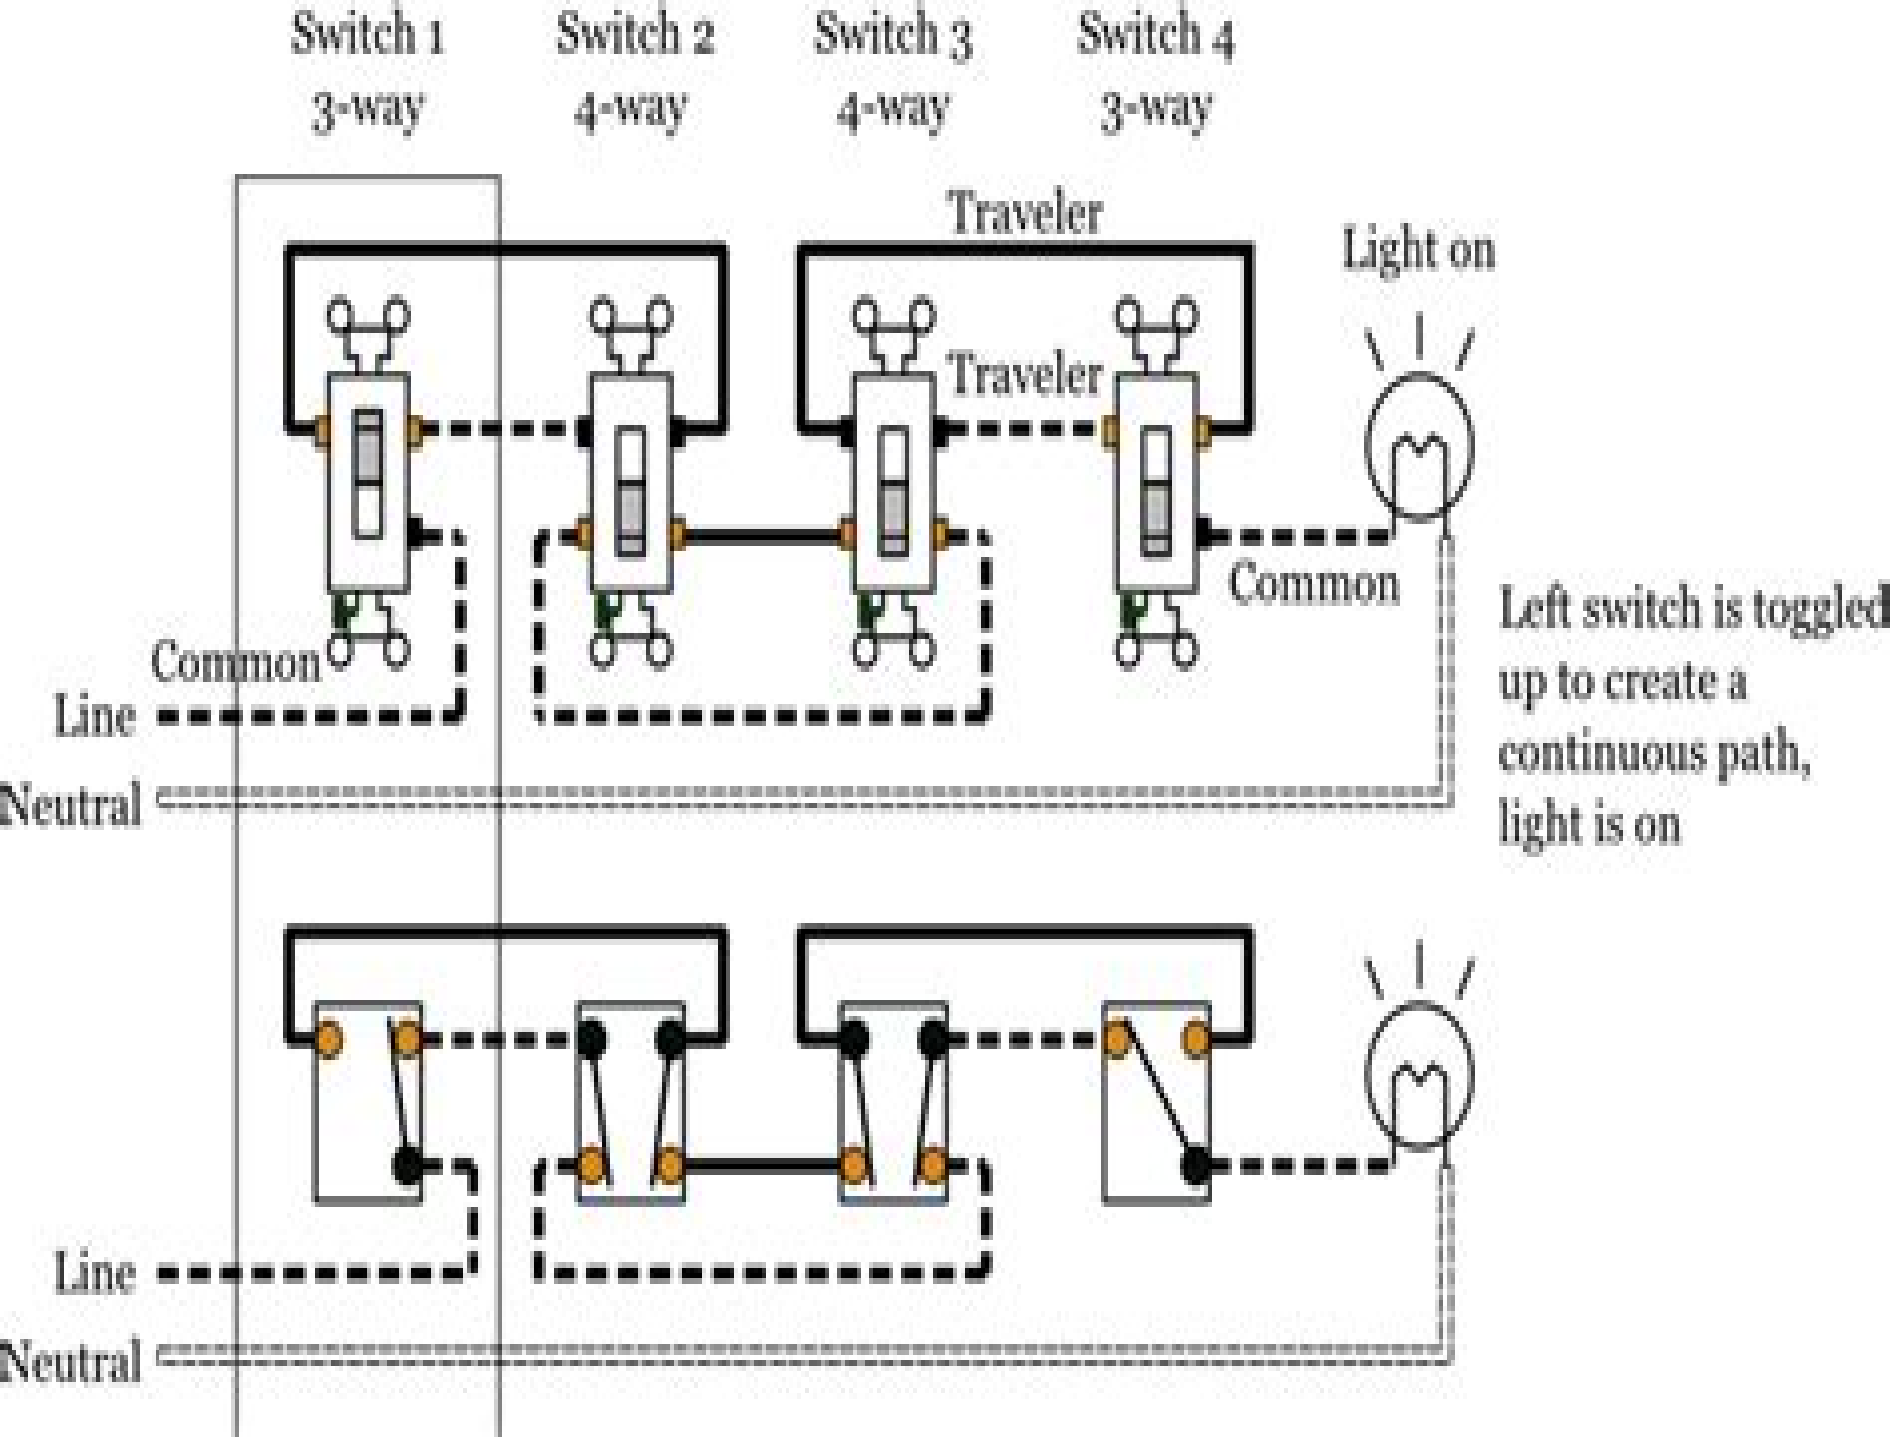 Switch 1 Switch 2 Switch 3 Switch 4
3-way 4-way 4-way 3-way
Traveler
Light on
Traveler
Common
Left switch is toggled
up to create a
continuous path,
light is on
Common
Line
Neutral
Line
Neutral